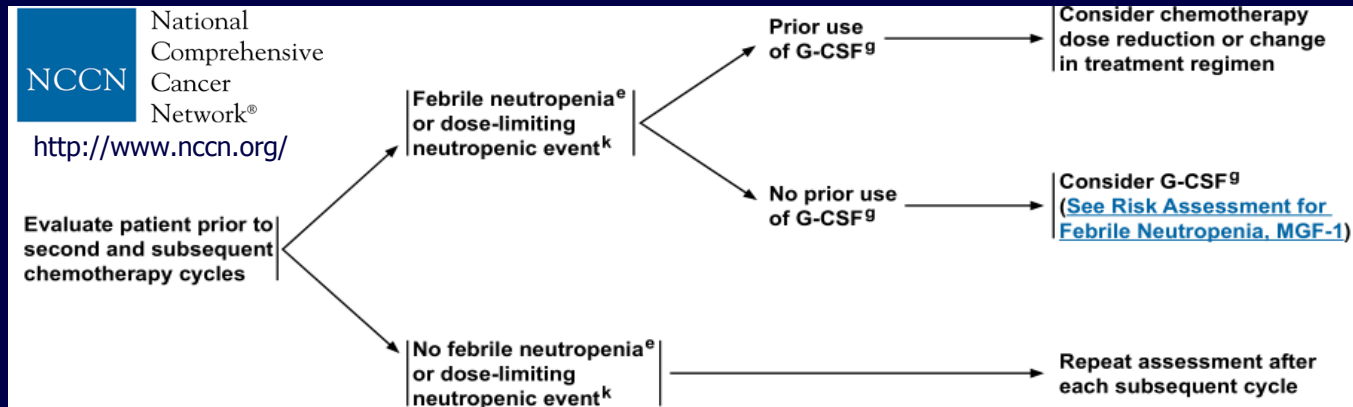 National
Comprehensive
NCCN Cancer
Network®
http://www.nccn.org/
Evaluate patient prior to
second and subsequent
chemotherapy cycles
Febrile neutropeniaᵉ
or dose-limiting
neutropenic eventᵏ
Prior use
of G-CSFᵍ
Consider chemotherapy
dose reduction or change
in treatment regimen
No prior use
of G-CSFᵍ
Consider G-CSFᵍ
(See Risk Assessment for
Febrile Neutropenia, MGF-1)
No febrile neutropeniaᵉ
or dose-limiting
neutropenic eventᵏ
Repeat assessment after
each subsequent cycle